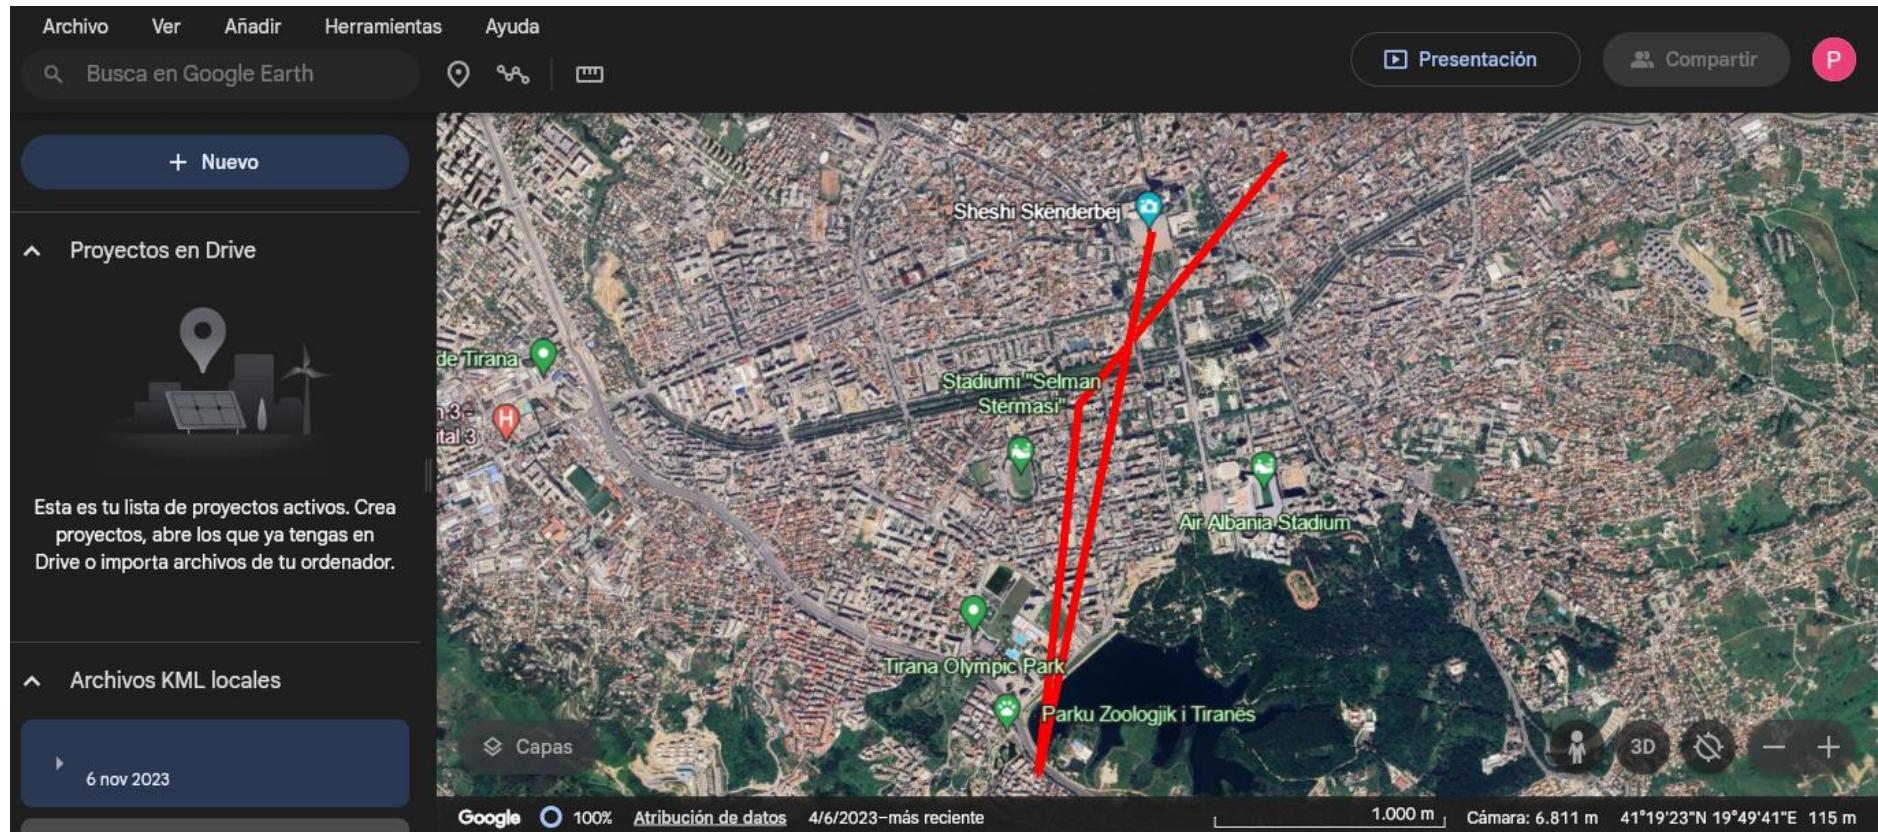 Archivo Ver Añadir Herramientas Ayuda
Busca en Google Earth
Presentación
Compartir
P
+ Nuevo
Proyectos en Drive
Esta es tu lista de proyectos activos. Crea
proyectos, abre los que ya tengas en
Drive o importa archivos de tu ordenador.
Archivos KML locales
6 nov 2023
Sheshi Skënderbej
de Tirana
Stadiumi "Selman
Stërmasi"
n 3 -
ital 3
H
Air Albania Stadium
Tirana Olympic Park
Parku Zoologjik i Tiranës
Capas
3D
Google 100% Atribución de datos 4/6/2023–más reciente
1.000 m
Cámara: 6.811 m 41°19'23"N 19°49'41"E 115 m